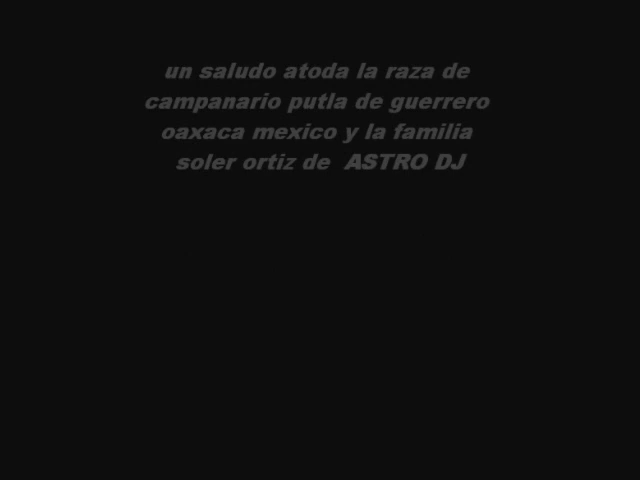 un saludo atoda la raza de
campanario putla de guerrero
oaxaca mexico y la familia
soler ortiz de ASTRO DJ